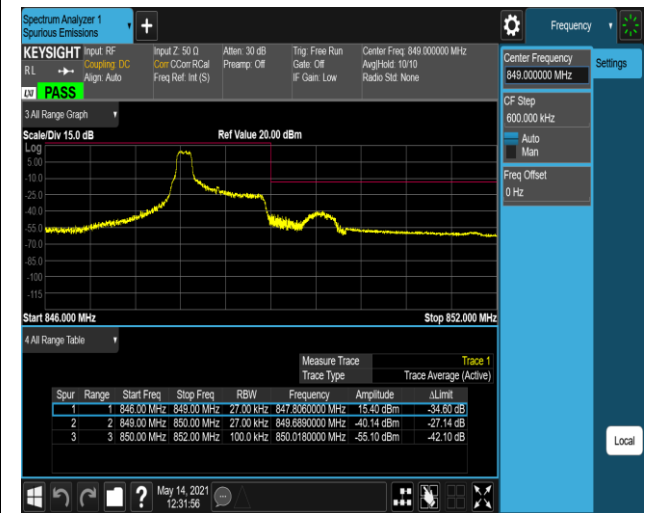 Spectrum Analyzer 1
Spurious Emissions
+
Frequency
KEYSIGHT Input: RF Input Z: 50 Ω Atten: 30 dB Trig: Free Run Center Freq: 849.000000 MHz
RL Coupling: DC Corr CCorr RCal Preamp: Off Gate: Off Avg|Hold: 10/10
Align: Auto Freq Ref: Int (S) IF Gain: Low Radio Std: None
LXI PASS
Center Frequency
849.000000 MHz
Settings
CF Step
600.000 kHz
Auto
Man
Freq Offset
0 Hz
3 All Range Graph
Scale/Div 15.0 dB Ref Value 20.00 dBm
Log
5.00
-10.0
-25.0
-40.0
-55.0
-70.0
-85.0
-100
-115
Start 846.000 MHz Stop 852.000 MHz
4 All Range Table
Measure Trace Trace 1
Trace Type Trace Average (Active)
Spur Range Start Freq Stop Freq RBW Frequency Amplitude ΔLimit
1 1 846.00 MHz 849.00 MHz 27.00 kHz 847.8060000 MHz 15.40 dBm -34.60 dB
2 2 849.00 MHz 850.00 MHz 27.00 kHz 849.6890000 MHz -40.14 dBm -27.14 dB
3 3 850.00 MHz 852.00 MHz 100.0 kHz 850.0180000 MHz -55.10 dBm -42.10 dB
Local
?
May 14, 2021
12:31:56